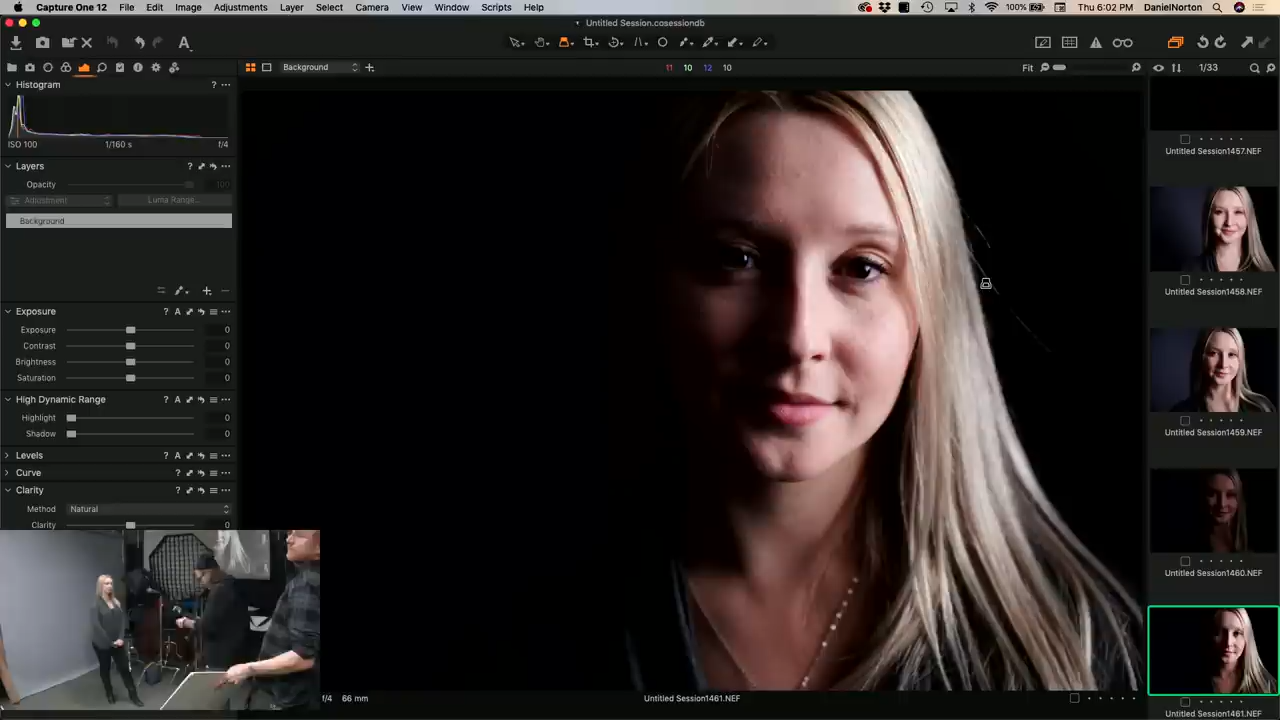 Capture One 12 File Edit Image Adjustments Layer Select Camera View Window Scripts Help 100% Thu 6:02 PM DanielNorton
Untitled Session.cosessiondb
Background 11 10 12 10 Fit 1/33
Histogram ?
ISO 100 1/160 s f/4
Layers ?
Opacity 100
Adjustment Luma Range...
Background
Exposure ? A
Exposure 0
Contrast 0
Brightness 0
Saturation 0
High Dynamic Range ? A
Highlight 0
Shadow 0
Levels ? A
Curve ?
Clarity ?
Method Natural
Clarity 0
f/4 66 mm Untitled Session1461.NEF
Untitled Session1457.NEF
Untitled Session1458.NEF
Untitled Session1459.NEF
Untitled Session1460.NEF
Untitled Session1461.NEF